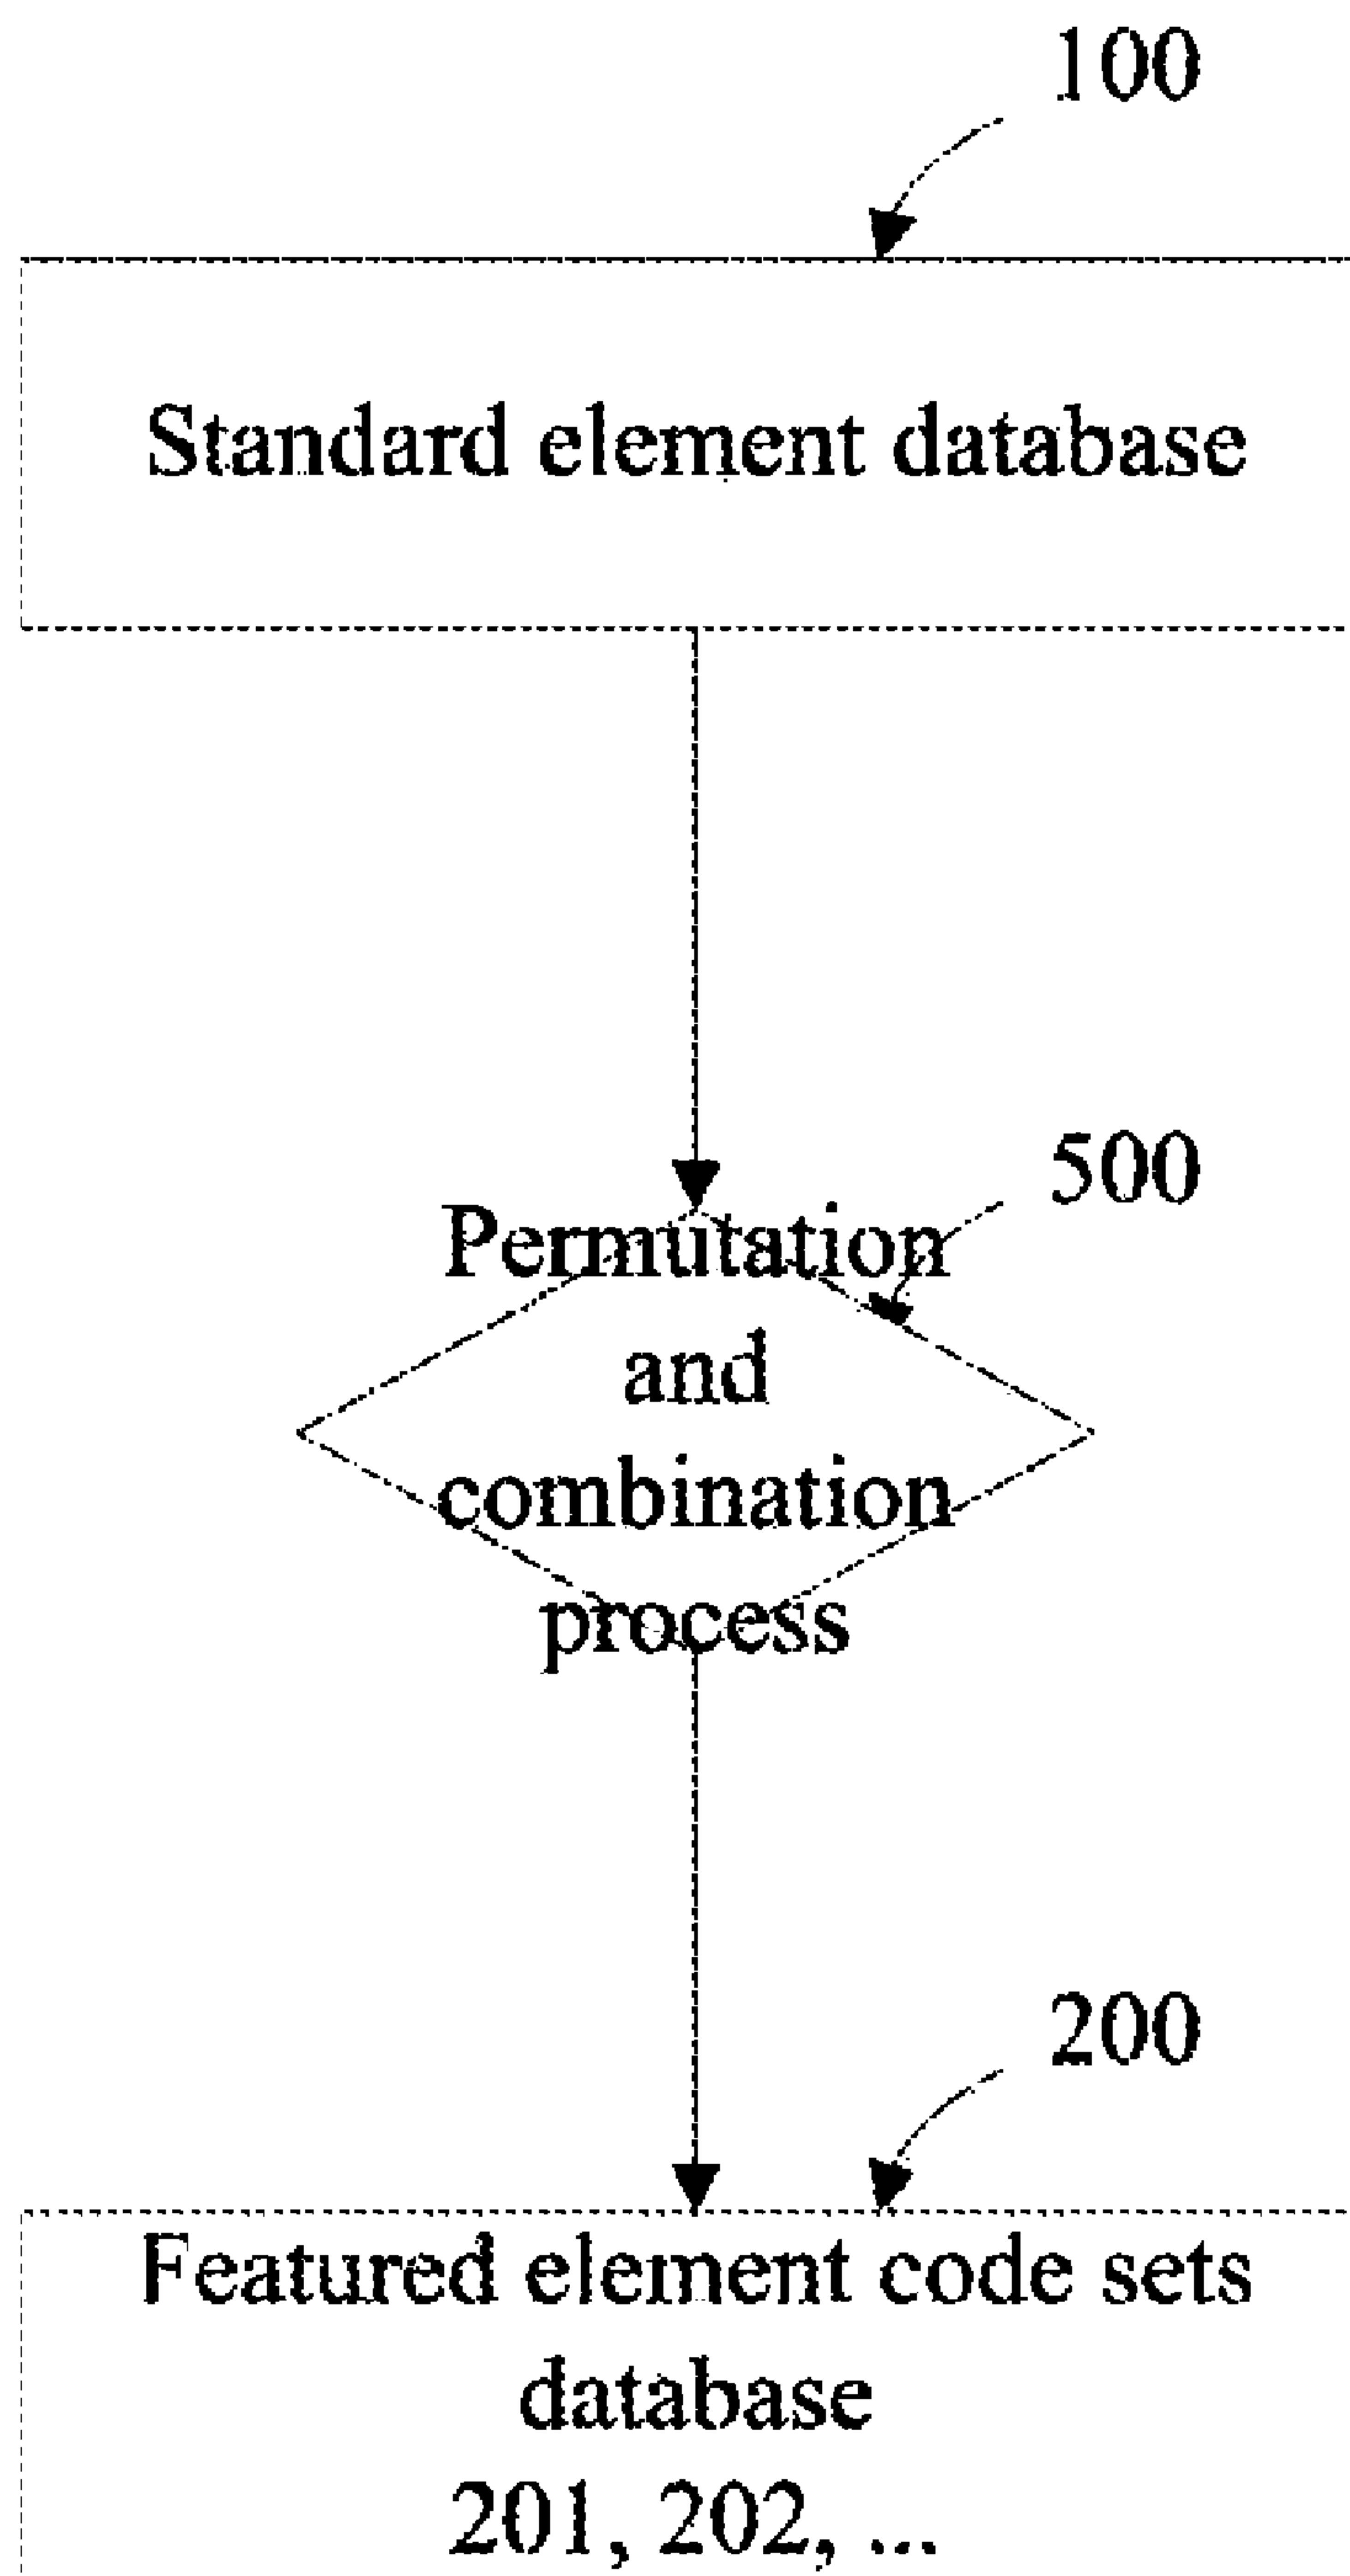 100
Standard element database
500
Permutation
and
combination
process
200
Featured element code sets
database
201, 202, ...